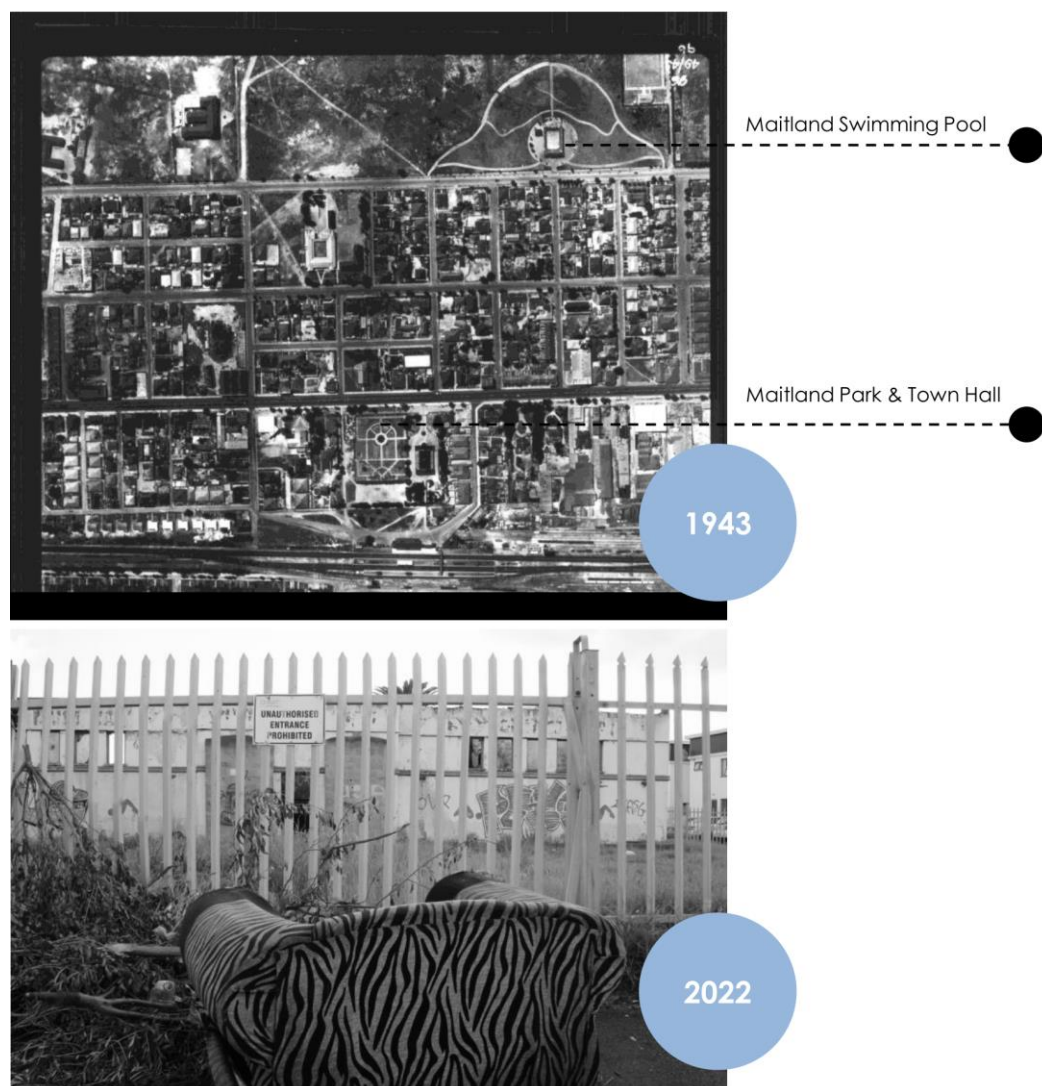 Maitland Swimming Pool
Maitland Park & Town Hall
1943
UNAUTHORISED
ENTRANCE
PROHIBITED
2022